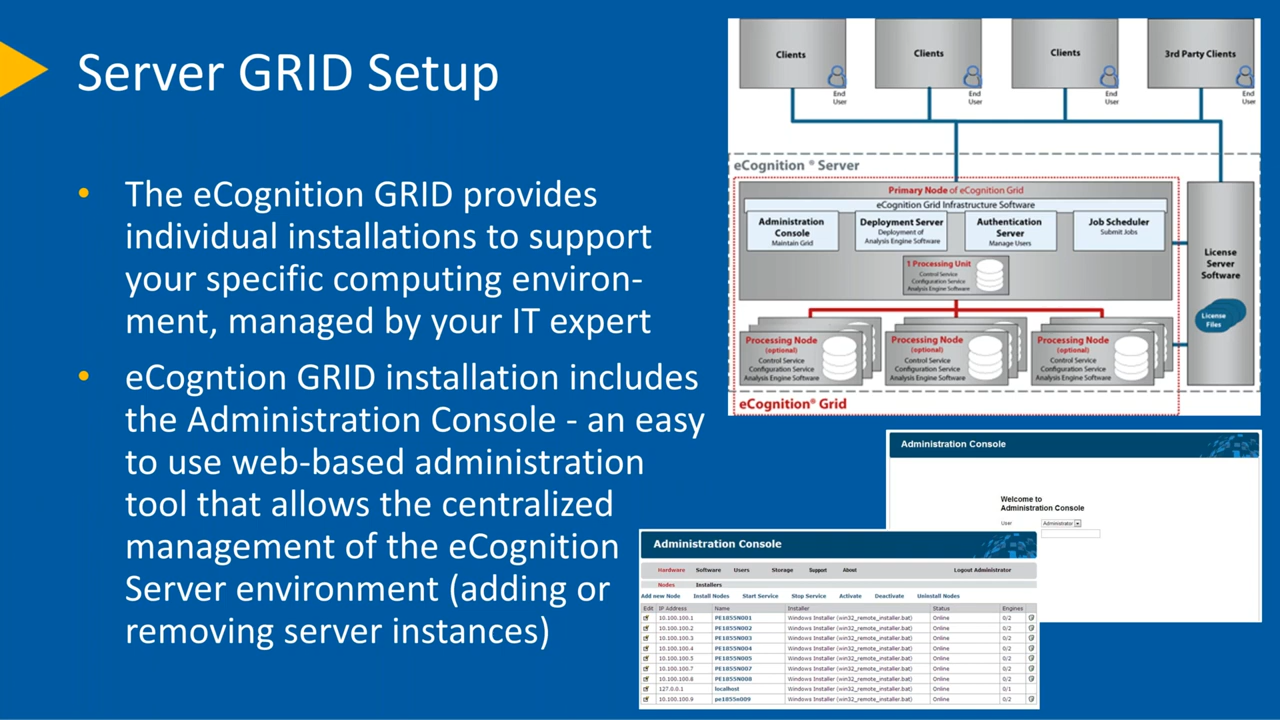 Server GRID Setup
• The eCognition GRID provides
individual installations to support
your specific computing environ-
ment, managed by your IT expert
• eCogntion GRID installation includes
the Administration Console - an easy
to use web-based administration
tool that allows the centralized
management of the eCognition
Server environment (adding or
removing server instances)
Clients
End
User
Clients
End
User
Clients
End
User
3rd Party Clients
End
User
eCognition® Server
Primary Node of eCognition Grid
eCognition Grid Infrastructure Software
Administration
Console
Maintain Grid
Deployment Server
Deployment of
Analysis Engine Software
Authentication
Server
Manage Users
Job Scheduler
Submit Jobs
1 Processing Unit
Control Service
Configuration Service
Analysis Engine Software
License
Server
Software
License
Files
Processing Node
(optional)
Control Service
Configuration Service
Analysis Engine Software
Processing Node
(optional)
Control Service
Configuration Service
Analysis Engine Software
Processing Node
(optional)
Control Service
Configuration Service
Analysis Engine Software
eCognition® Grid
Administration Console
Welcome to
Administration Console
User Administrator
Administration Console
Hardware Software Users Storage Support About Logout Administrator
Nodes Installers
Add new Node Install Nodes Start Service Stop Service Activate Deactivate Uninstall Nodes
Edit IP Address Name Installer Status Engines
10.100.100.1 PE1855N001 Windows Installer (win32_remote_installer.bat) Online 0/2
10.100.100.2 PE1855N002 Windows Installer (win32_remote_installer.bat) Online 0/2
10.100.100.3 PE1855N003 Windows Installer (win32_remote_installer.bat) Online 0/2
10.100.100.4 PE1855N004 Windows Installer (win32_remote_installer.bat) Online 0/2
10.100.100.5 PE1855N005 Windows Installer (win32_remote_installer.bat) Online 0/2
10.100.100.7 PE1855N007 Windows Installer (win32_remote_installer.bat) Online 0/2
10.100.100.8 PE1855N008 Windows Installer (win32_remote_installer.bat) Online 0/2
127.0.0.1 localhost Windows Installer (win32_remote_installer.bat) Online 0/1
10.100.100.9 pe1855n009 Windows Installer (win32_remote_installer.bat) Online 0/2